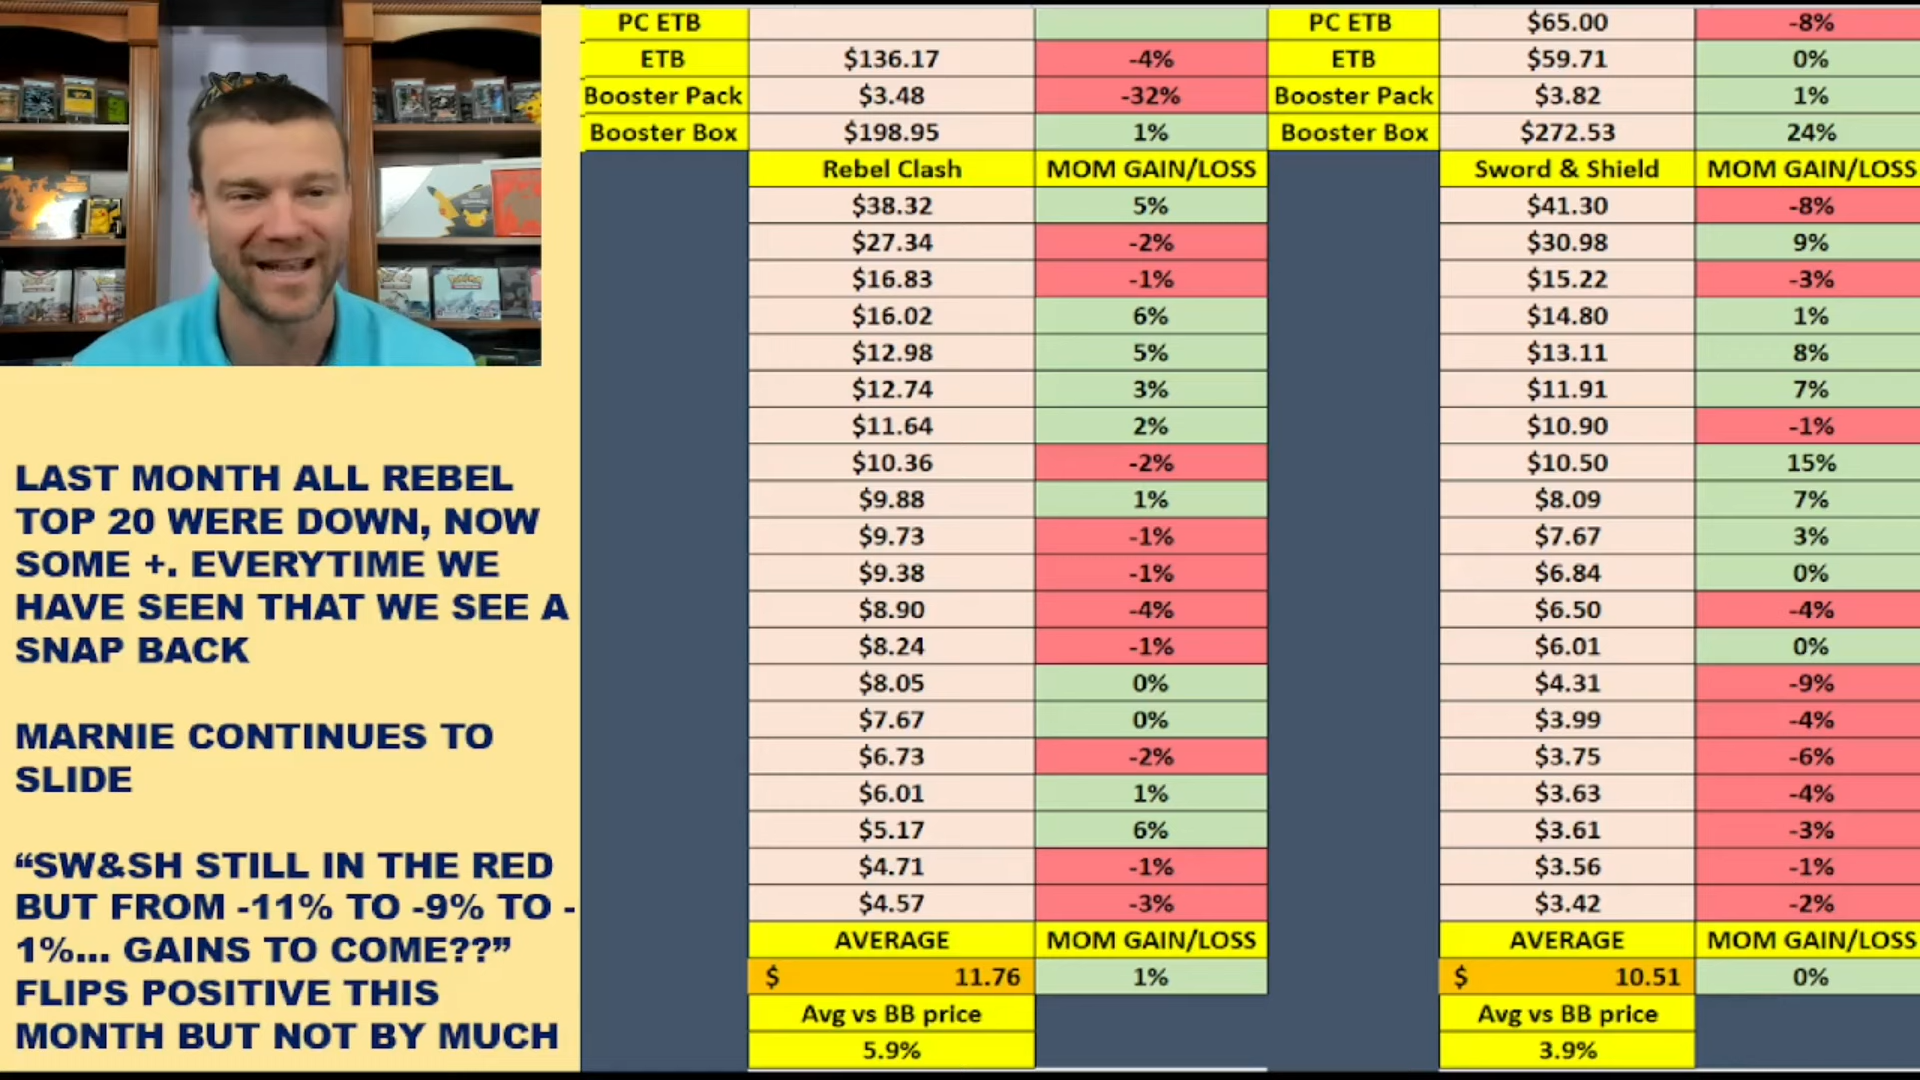 PC ETB PC ETB $65.00 -8%
ETB $136.17 -4% ETB $59.71 0%
Booster Pack $3.48 -32% Booster Pack $3.82 1%
Booster Box $198.95 1% Booster Box $272.53 24%
Rebel Clash MOM GAIN/LOSS Sword & Shield MOM GAIN/LOSS
$38.32 5% $41.30 -8%
$27.34 -2% $30.98 9%
$16.83 -1% $15.22 -3%
$16.02 6% $14.80 1%
$12.98 5% $13.11 8%
$12.74 3% $11.91 7%
$11.64 2% $10.90 -1%
$10.36 -2% $10.50 15%
$9.88 1% $8.09 7%
$9.73 -1% $7.67 3%
$9.38 -1% $6.84 0%
$8.90 -4% $6.50 -4%
$8.24 -1% $6.01 0%
$8.05 0% $4.31 -9%
$7.67 0% $3.99 -4%
$6.73 -2% $3.75 -6%
$6.01 1% $3.63 -4%
$5.17 6% $3.61 -3%
$4.71 -1% $3.56 -1%
$4.57 -3% $3.42 -2%
AVERAGE MOM GAIN/LOSS AVERAGE MOM GAIN/LOSS
$ 11.76 1% $ 10.51 0%
Avg vs BB price Avg vs BB price
5.9% 3.9%
LAST MONTH ALL REBEL
TOP 20 WERE DOWN, NOW
SOME +. EVERYTIME WE
HAVE SEEN THAT WE SEE A
SNAP BACK
MARNIE CONTINUES TO
SLIDE
“SW&SH STILL IN THE RED
BUT FROM -11% TO -9% TO -
1%... GAINS TO COME??”
FLIPS POSITIVE THIS
MONTH BUT NOT BY MUCH